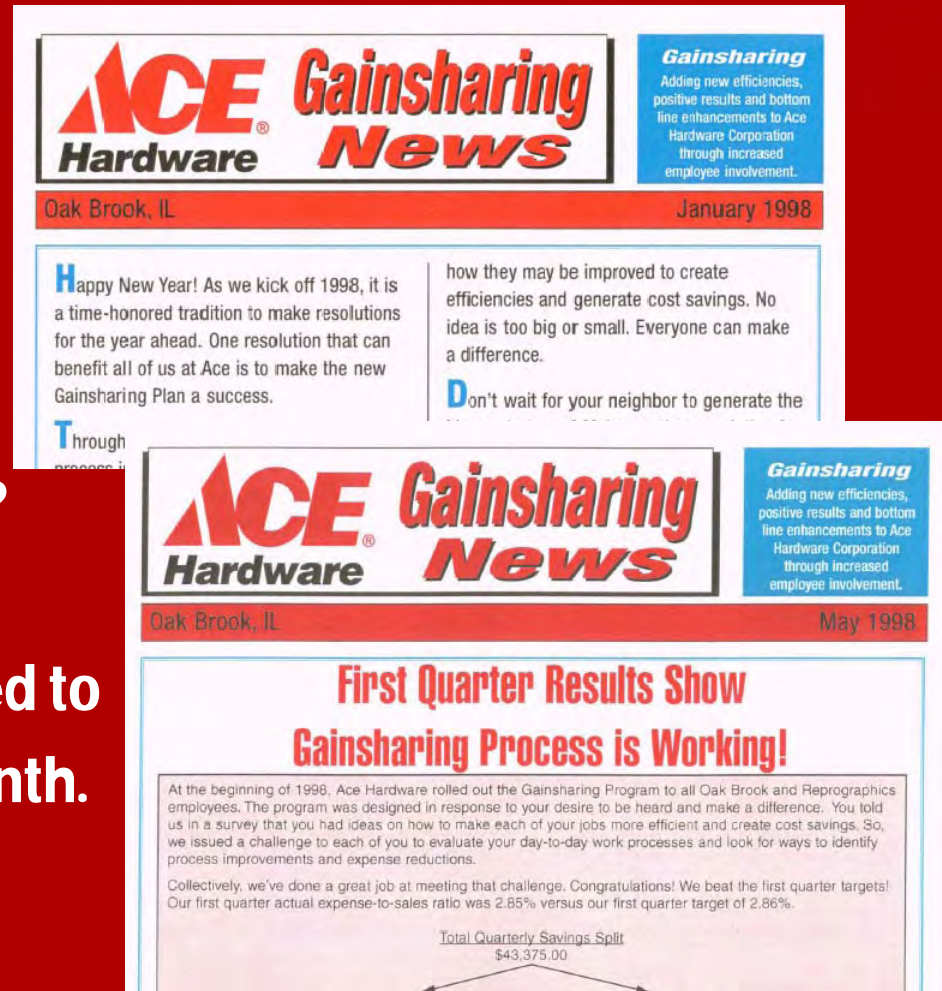 ACE® Gainsharing
Hardware News
Gainsharing
Adding new efficiencies,
positive results and bottom
line enhancements to Ace
Hardware Corporation
through increased
employee involvement.
Oak Brook, IL January 1998
Happy New Year! As we kick off 1998, it is
a time-honored tradition to make resolutions
for the year ahead. One resolution that can
benefit all of us at Ace is to make the new
Gainsharing Plan a success.
Through
process
how they may be improved to create
efficiencies and generate cost savings. No
idea is too big or small. Everyone can make
a difference.
Don't wait for your neighbor to generate the
?
ed to
nth.
ACE® Gainsharing
Hardware News
Gainsharing
Adding new efficiencies,
positive results and bottom
line enhancements to Ace
Hardware Corporation
through increased
employee involvement.
Oak Brook, IL May 1998
First Quarter Results Show
Gainsharing Process is Working!
At the beginning of 1998, Ace Hardware rolled out the Gainsharing Program to all Oak Brook and Reprographics
employees. The program was designed in response to your desire to be heard and make a difference. You told
us in a survey that you had ideas on how to make each of your jobs more efficient and create cost savings. So,
we issued a challenge to each of you to evaluate your day-to-day work processes and look for ways to identify
process improvements and expense reductions.
Collectively, we've done a great job at meeting that challenge. Congratulations! We beat the first quarter targets!
Our first quarter actual expense-to-sales ratio was 2.85% versus our first quarter target of 2.86%.
Total Quarterly Savings Split
$43,375.00